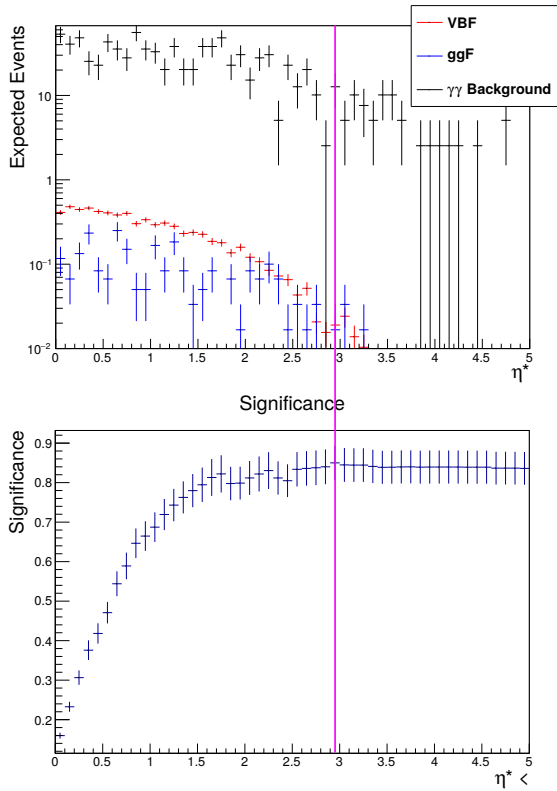 VBF
ggF
γγ Background
Expected Events
10
1
10⁻¹
10⁻²
0 0.5 1 1.5 2 2.5 3 3.5 4 4.5 5
η*
Significance
Significance
0.9
0.8
0.7
0.6
0.5
0.4
0.3
0.2
0 0.5 1 1.5 2 2.5 3 3.5 4 4.5 5
η* <